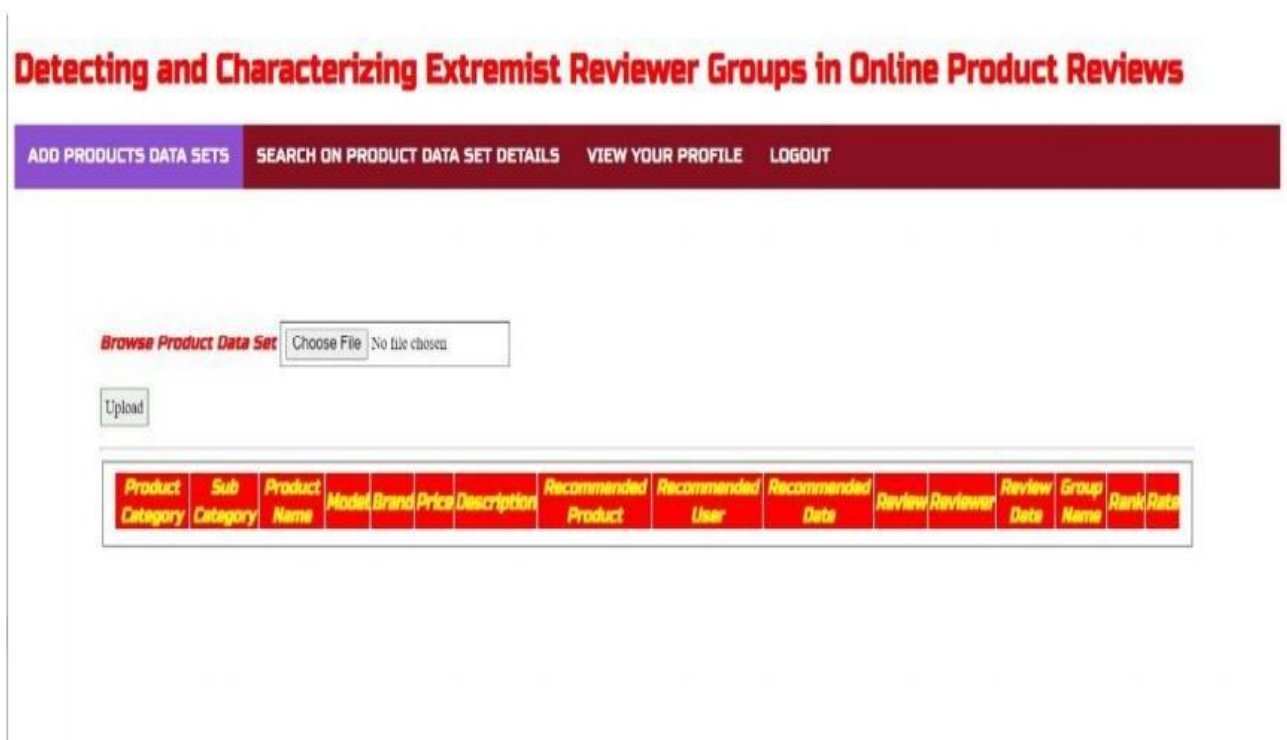 Detecting and Characterizing Extremist Reviewer Groups in Online Product Reviews
ADD PRODUCTS DATA SETS SEARCH ON PRODUCT DATA SET DETAILS VIEW YOUR PROFILE LOGOUT
Browse Product Data Set Choose File No file chosen
Upload
Product Category Sub Category Product Name Model Brand Price Description Recommended Product Recommended User Recommended Date Review Reviewer Review Date Group Name Rank Rate